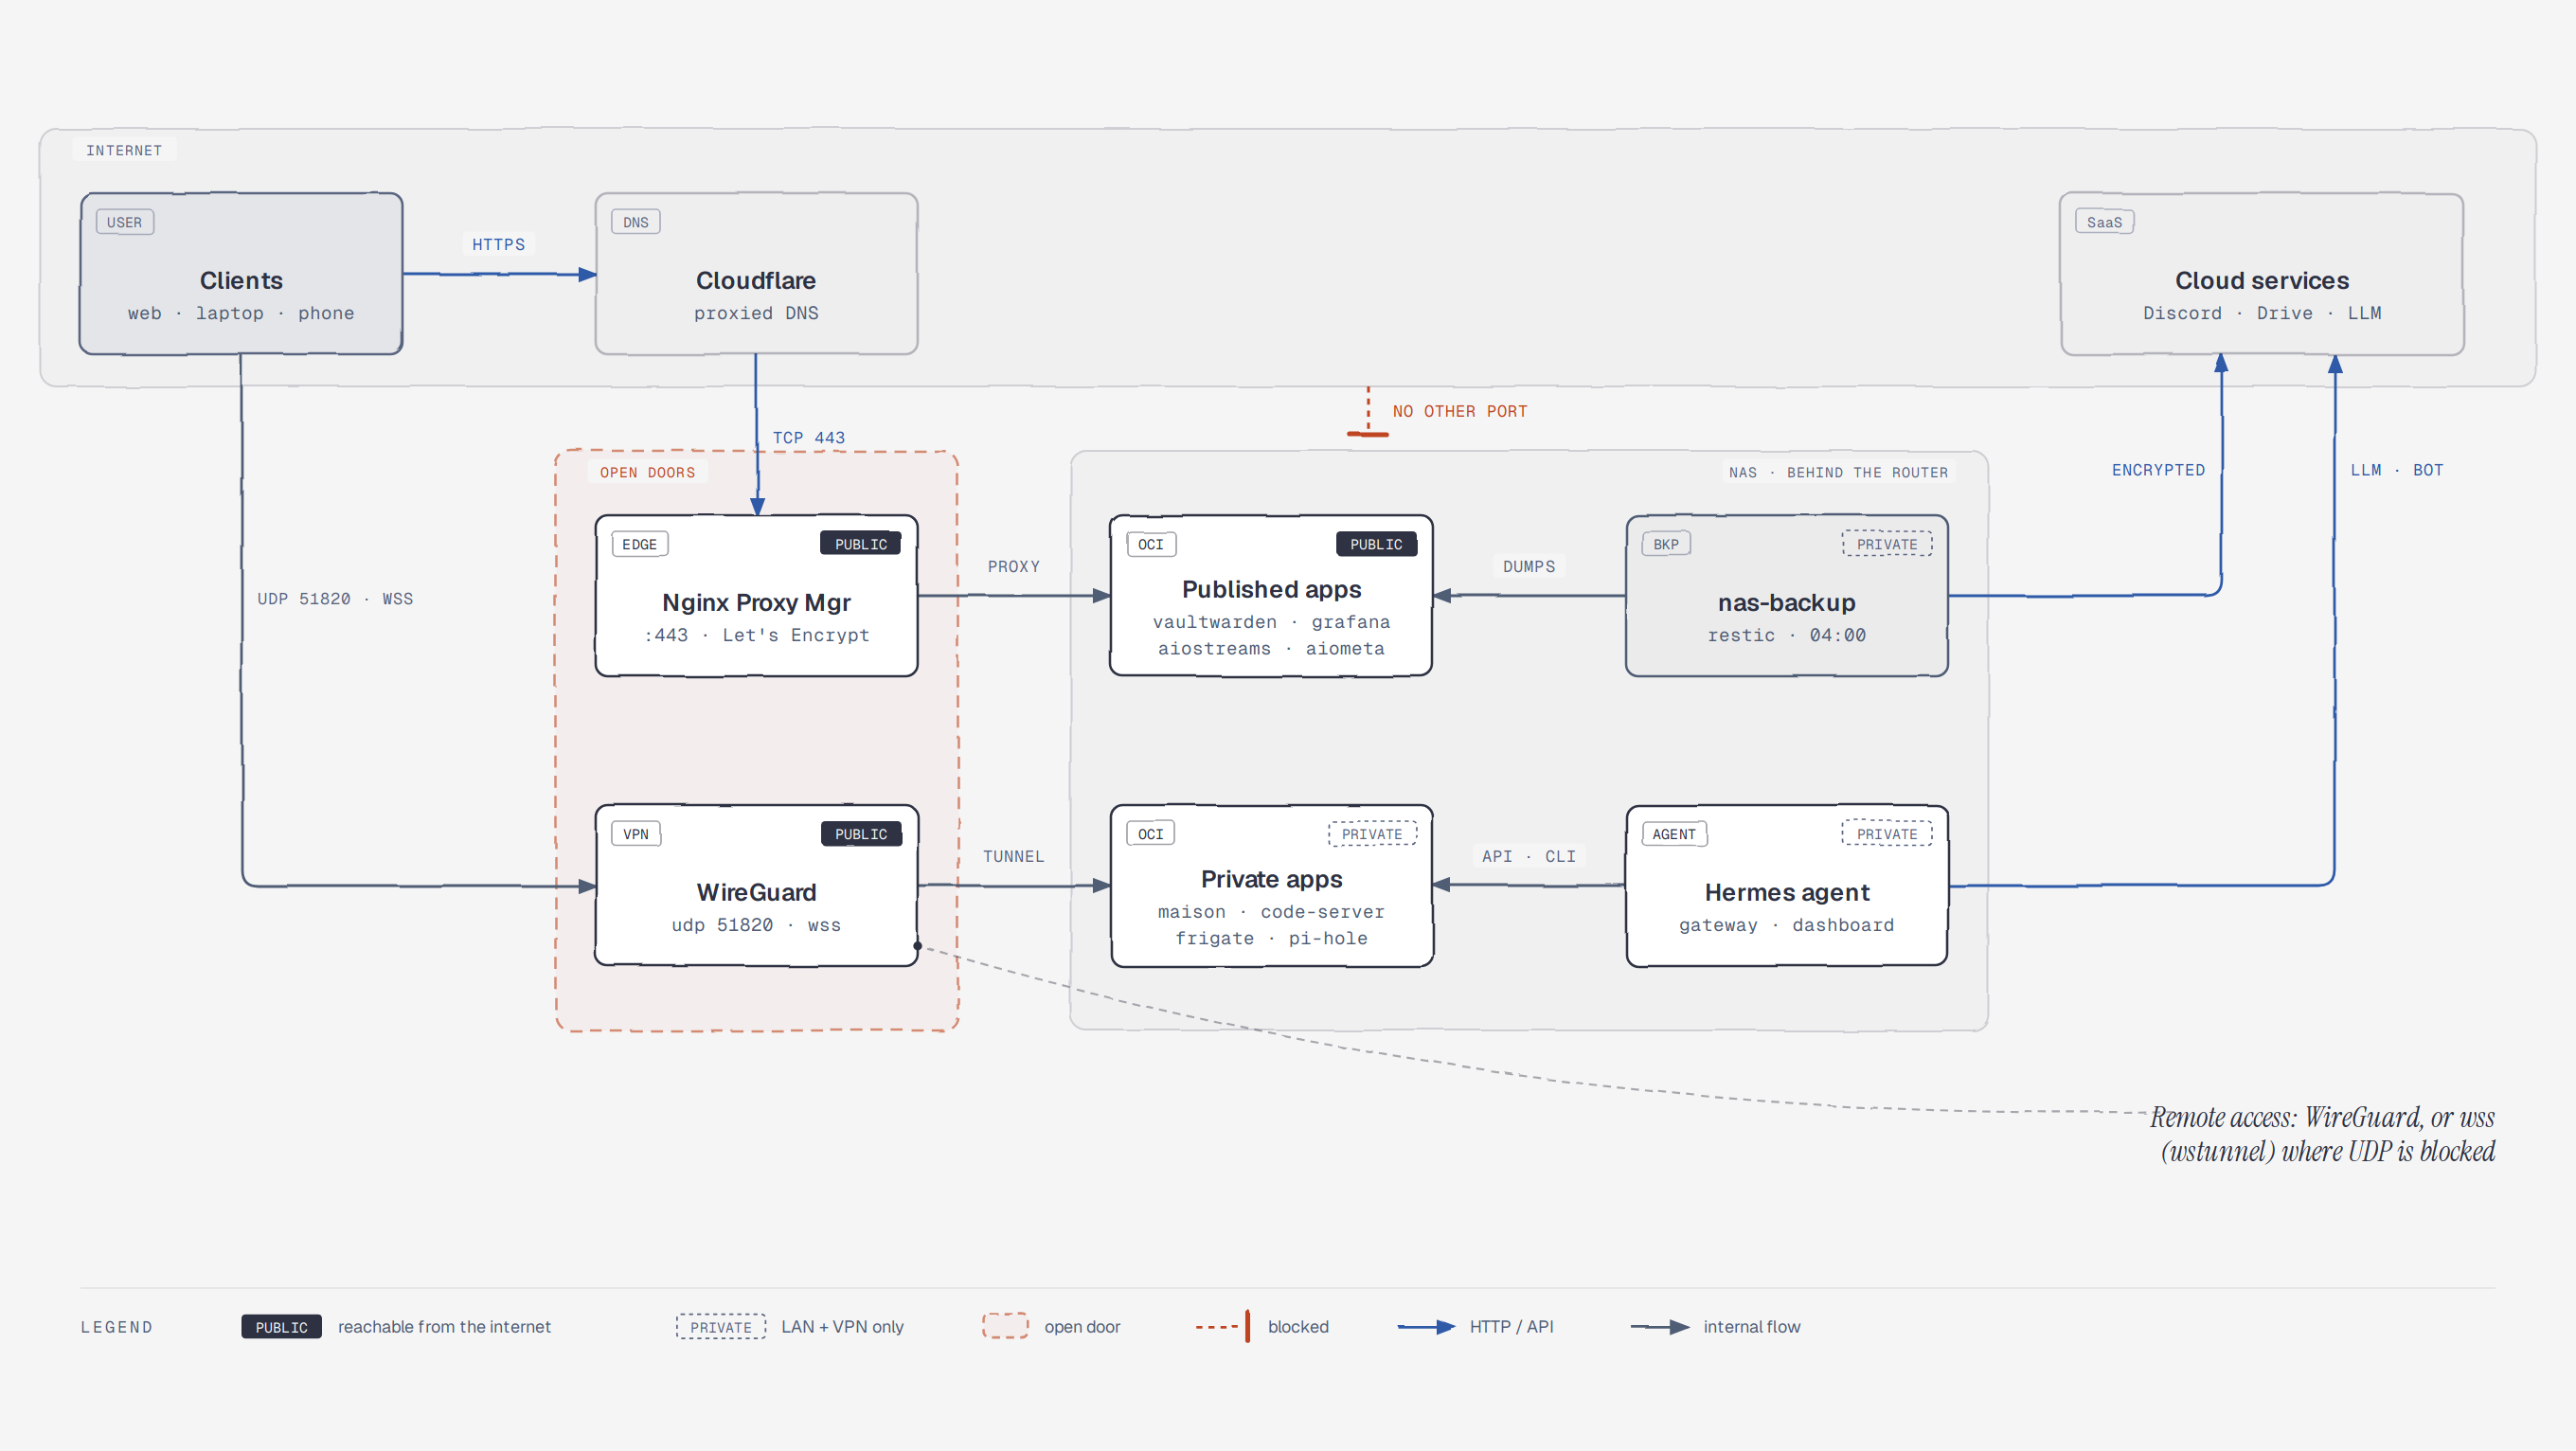 INTERNET
USER
Clients
web · laptop · phone
HTTPS
DNS
Cloudflare
proxied DNS
SaaS
Cloud services
Discord · Drive · LLM
NO OTHER PORT
TCP 443
ENCRYPTED
LLM · BOT
UDP 51820 · WSS
OPEN DOORS
EDGE
PUBLIC
Nginx Proxy Mgr
:443 · Let's Encrypt
PROXY
NAS · BEHIND THE ROUTER
OCI
PUBLIC
Published apps
vaultwarden · grafana
aiostreams · aiometa
DUMPS
BKP
PRIVATE
nas-backup
restic · 04:00
VPN
PUBLIC
WireGuard
udp 51820 · wss
TUNNEL
OCI
PRIVATE
Private apps
maison · code-server
frigate · pi-hole
API · CLI
AGENT
PRIVATE
Hermes agent
gateway · dashboard
Remote access: WireGuard, or wss
(wstunnel) where UDP is blocked
LEGEND
PUBLIC
reachable from the internet
PRIVATE
LAN + VPN only
open door
blocked
HTTP / API
internal flow